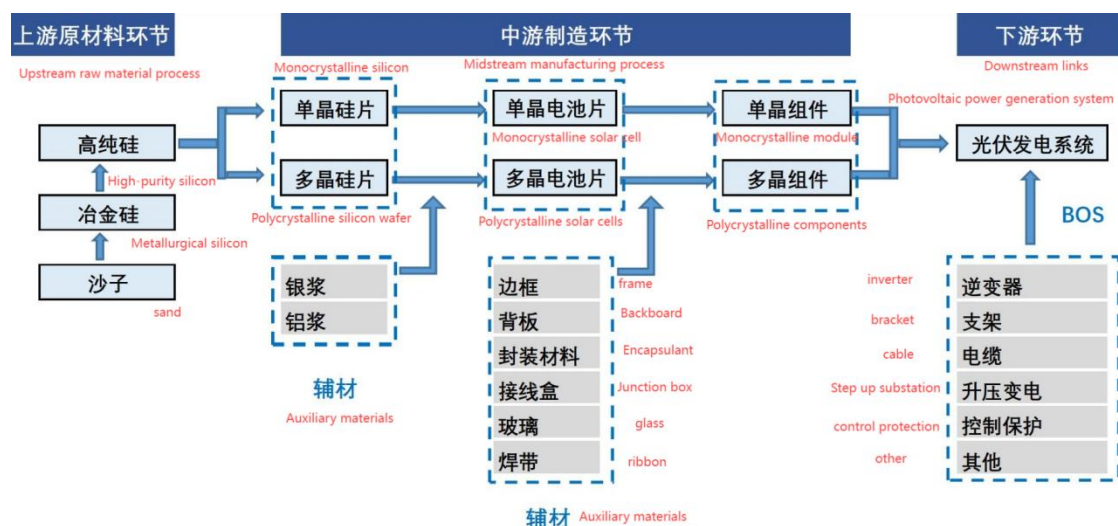 上游原材料环节
中游制造环节
下游环节
Upstream raw material process
Monocrystalline silicon
Midstream manufacturing process
Downstream links
Photovoltaic power generation system
单晶硅片
单晶电池片
单晶组件
Monocrystalline solar cell
Monocrystalline module
高纯硅
光伏发电系统
High-purity silicon
多晶硅片
多晶电池片
多晶组件
Polycrystalline silicon wafer
Polycrystalline solar cells
Polycrystalline components
冶金硅
BOS
Metallurgical silicon
沙子
sand
银浆
铝浆
辅材
Auxiliary materials
边框
frame
背板
Backboard
封装材料
Encapsulant
接线盒
Junction box
玻璃
glass
焊带
ribbon
辅材 Auxiliary materials
inverter
逆变器
bracket
支架
cable
电缆
Step up substation
升压变电
control protection
控制保护
other
其他